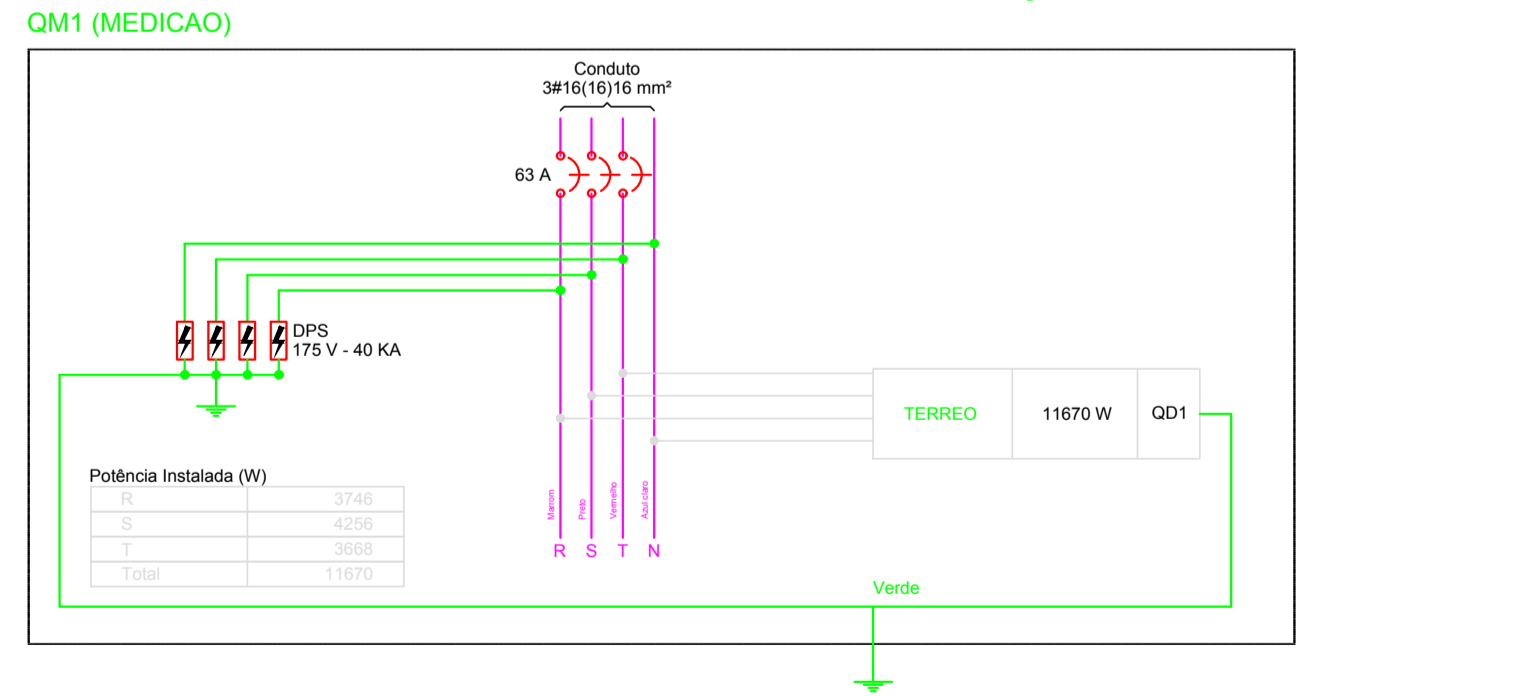 QM1 (MEDICAO)
Conduto
3#16(16)16 mm²
63 A
DPS
175 V - 40 KA
TERREO 11670 W QD1
Potência Instalada (W)
R 3746
S 4256
T 3668
Total 11670
Marrom
Preto
Vermelho
Azul claro
R S T N
Verde